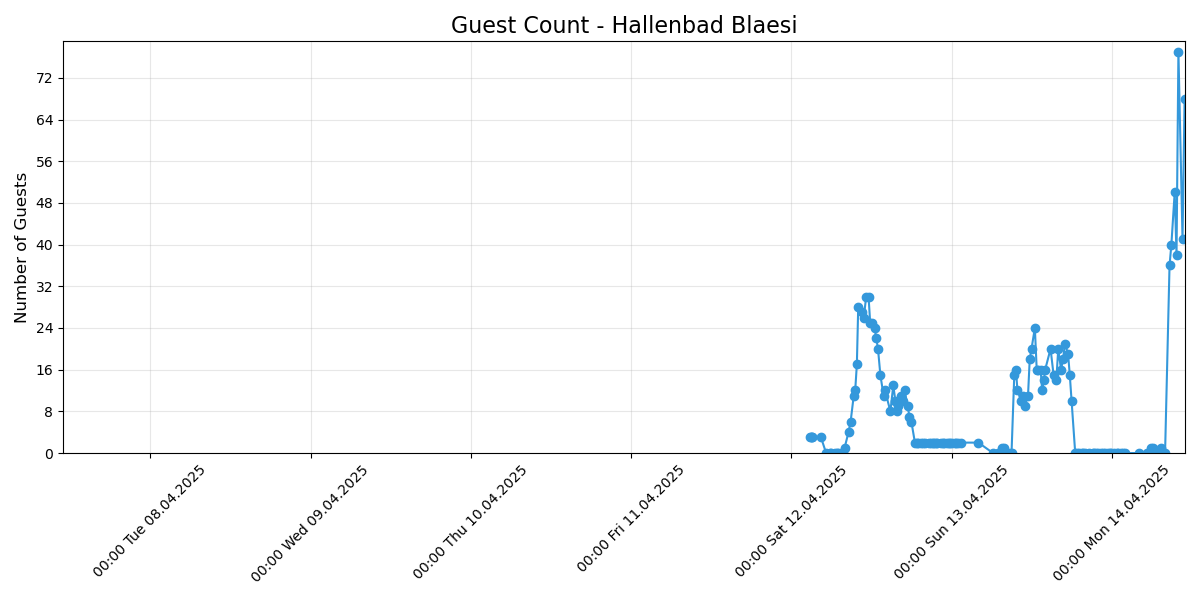 Guest Count - Hallenbad Blaesi
Number of Guests
72
64
56
48
40
32
24
16
8
0
00:00 Tue 08.04.2025
00:00 Wed 09.04.2025
00:00 Thu 10.04.2025
00:00 Fri 11.04.2025
00:00 Sat 12.04.2025
00:00 Sun 13.04.2025
00:00 Mon 14.04.2025